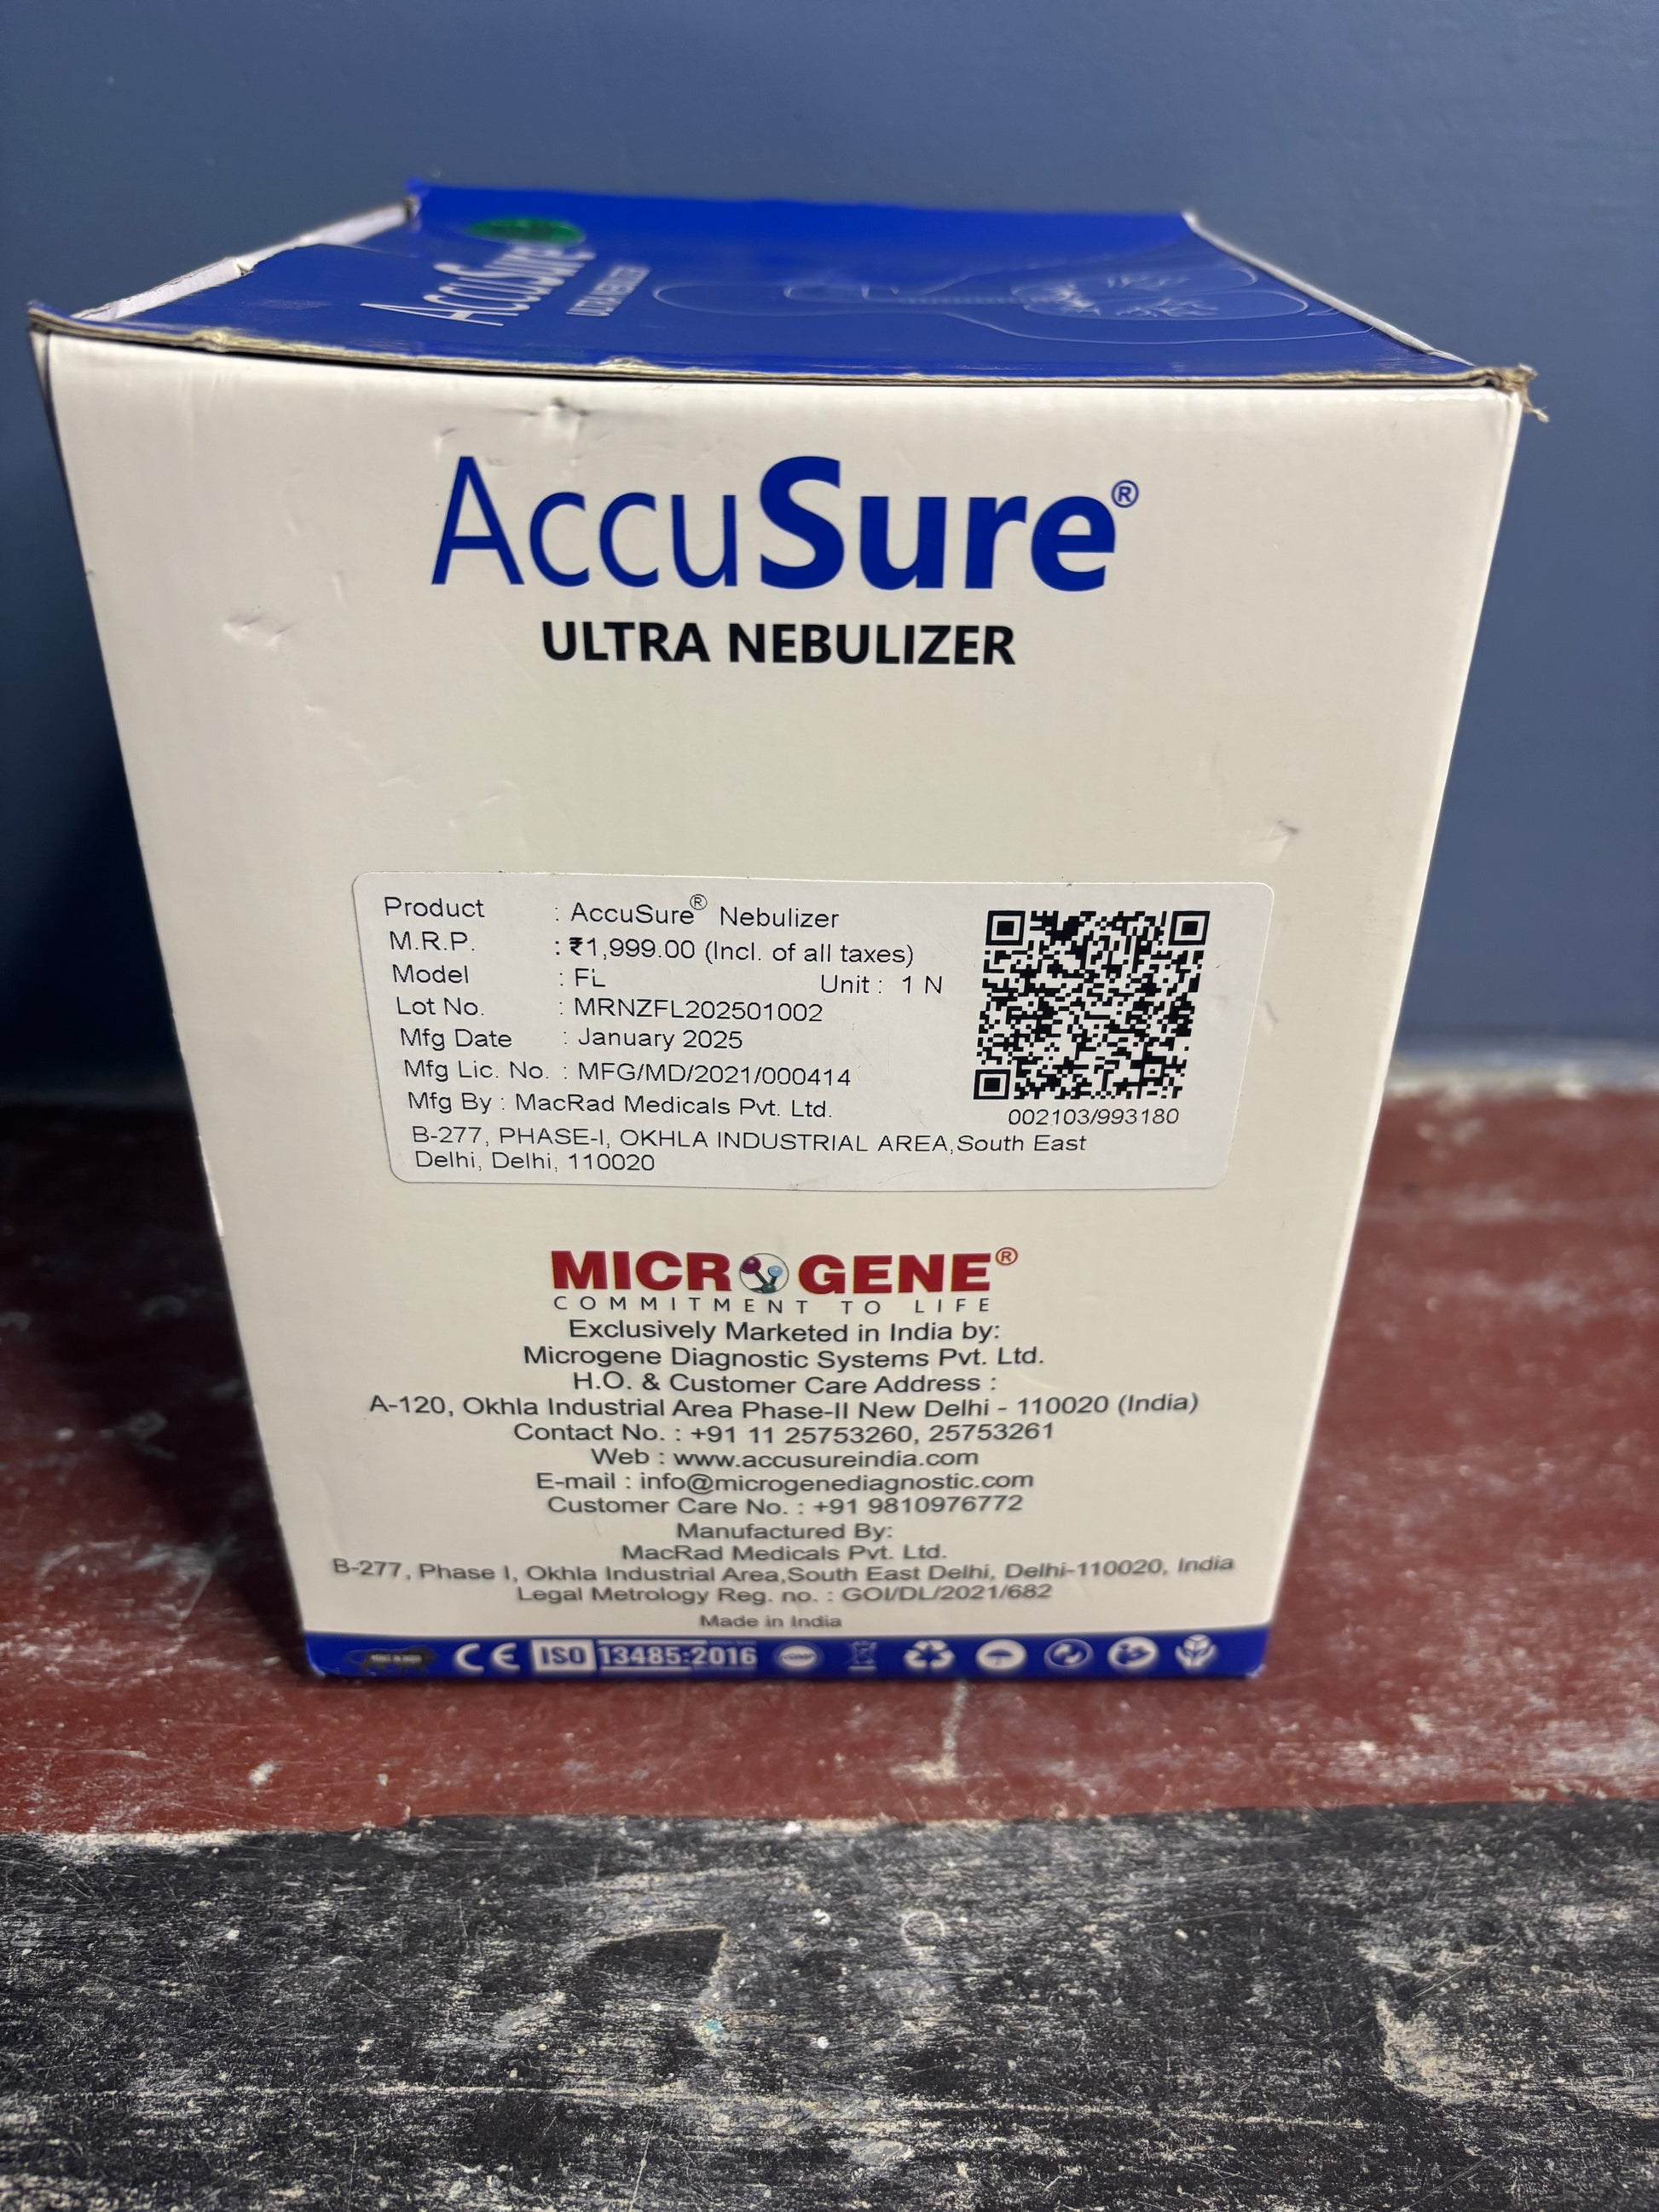 AccuSure
ULTRA NEBULIZER
AccuSure®
ULTRA NEBULIZER
Product : AccuSure® Nebulizer
M.R.P. : ₹1,999.00 (Incl. of all taxes)
Model : FL Unit : 1 N
Lot No. : MRNZFL202501002
Mfg Date : January 2025
Mfg Lic. No. : MFG/MD/2021/000414
Mfg By : MacRad Medicals Pvt. Ltd.
002103/993180
B-277, PHASE-I, OKHLA INDUSTRIAL AREA,South East
Delhi, Delhi, 110020
MICROGENE®
COMMITMENT TO LIFE
Exclusively Marketed in India by:
Microgene Diagnostic Systems Pvt. Ltd.
H.O. & Customer Care Address :
A-120, Okhla Industrial Area Phase-II New Delhi - 110020 (India)
Contact No. : +91 11 25753260, 25753261
Web : www.accusureindia.com
E-mail : info@microgenediagnostic.com
Customer Care No. : +91 9810976772
Manufactured By:
MacRad Medicals Pvt. Ltd.
B-277, Phase I, Okhla Industrial Area,South East Delhi, Delhi-110020, India
Legal Metrology Reg. no. : GOI/DL/2021/682
Made in India
CE ISO 13485:2016